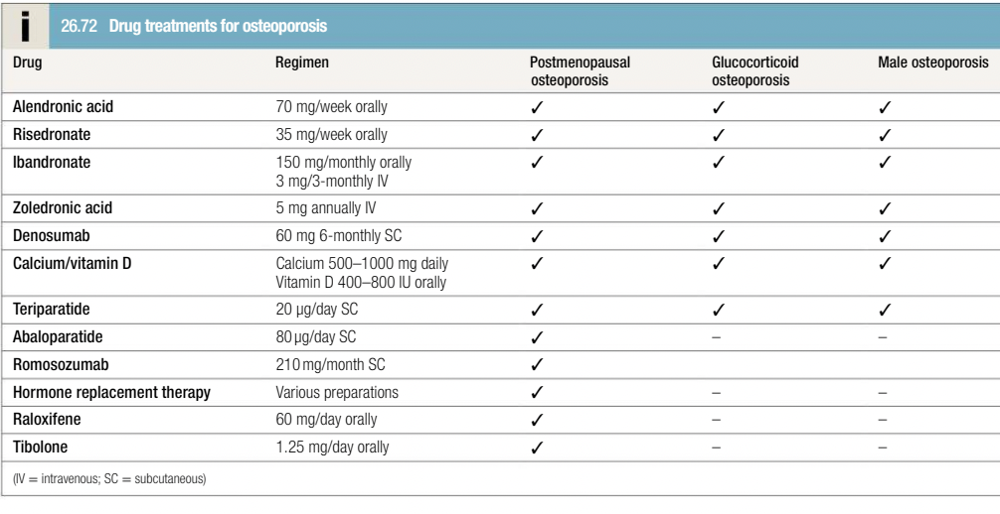 i 26.72 Drug treatments for osteoporosis
Drug Regimen Postmenopausal osteoporosis Glucocorticoid osteoporosis Male osteoporosis
Alendronic acid 70 mg/week orally ✓ ✓ ✓
Risedronate 35 mg/week orally ✓ ✓ ✓
Ibandronate 150 mg/monthly orally ✓ ✓ ✓
3 mg/3-monthly IV
Zoledronic acid 5 mg annually IV ✓ ✓ ✓
Denosumab 60 mg 6-monthly SC ✓ ✓ ✓
Calcium/vitamin D Calcium 500–1000 mg daily ✓ ✓ ✓
Vitamin D 400–800 IU orally
Teriparatide 20 µg/day SC ✓ ✓ ✓
Abaloparatide 80 µg/day SC ✓ – –
Romosozumab 210 mg/month SC ✓
Hormone replacement therapy Various preparations ✓ – –
Raloxifene 60 mg/day orally ✓ – –
Tibolone 1.25 mg/day orally ✓ – –
(IV = intravenous; SC = subcutaneous)